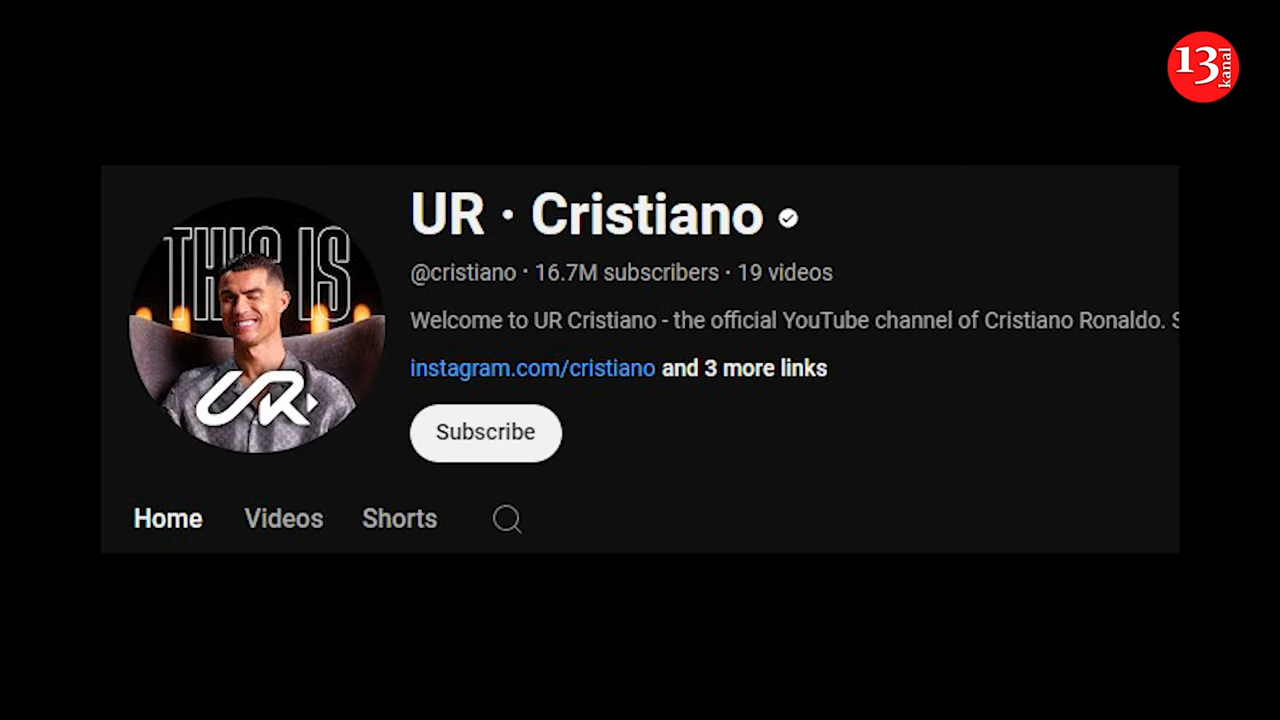 13 kanal
THIS IS
UR
UR · Cristiano
@cristiano · 16.7M subscribers · 19 videos
Welcome to UR Cristiano - the official YouTube channel of Cristiano Ronaldo. S
instagram.com/cristiano and 3 more links
Subscribe
Home Videos Shorts